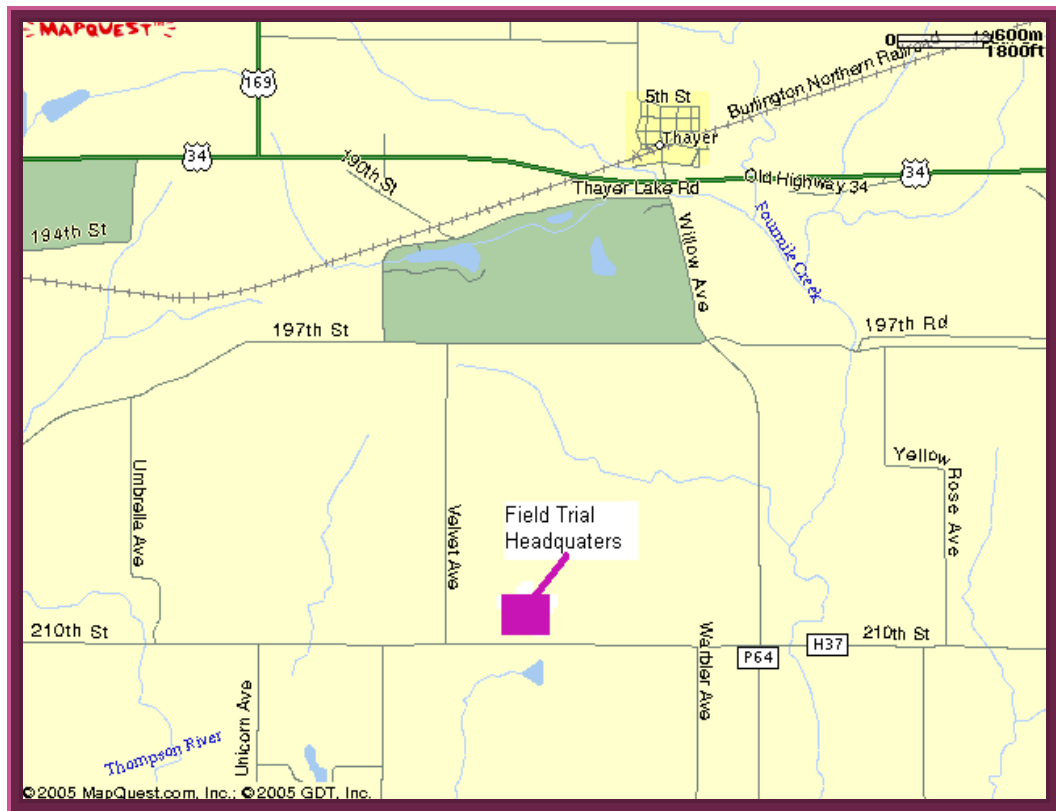 MAPQUEST
0
600m
1800ft
169
Burlington Northern Railroad
5th St
Thayer
34
190th St
Old Highway 34
34
Thayer Lake Rd
194th St
Willow Ave
Fourmile Creek
197th St
197th Rd
Umbrella Ave
Velvet Ave
Yellow
Rose Ave
Field Trial
Headquaters
210th St
210th St
H37
P64
Warbler Ave
Unicorn Ave
Thompson River
©2005 MapQuest.com, Inc.; ©2005 GDT, Inc.